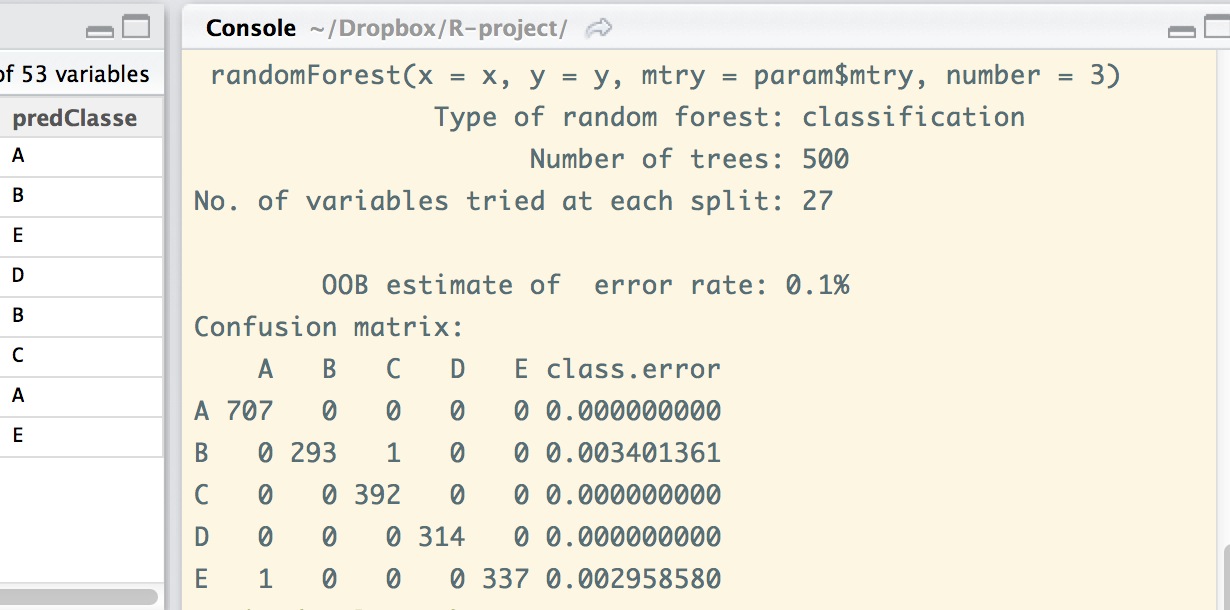 of 53 variables
predClasse
A
B
E
D
B
C
A
E
Console ~/Dropbox/R-project/
randomForest(x = x, y = y, mtry = param$mtry, number = 3)
Type of random forest: classification
Number of trees: 500
No. of variables tried at each split: 27
OOB estimate of  error rate: 0.1%
Confusion matrix:
    A   B   C   D   E class.error
A 707   0   0   0   0 0.000000000
B   0 293   1   0   0 0.003401361
C   0   0 392   0   0 0.000000000
D   0   0   0 314   0 0.000000000
E   1   0   0   0 337 0.002958580